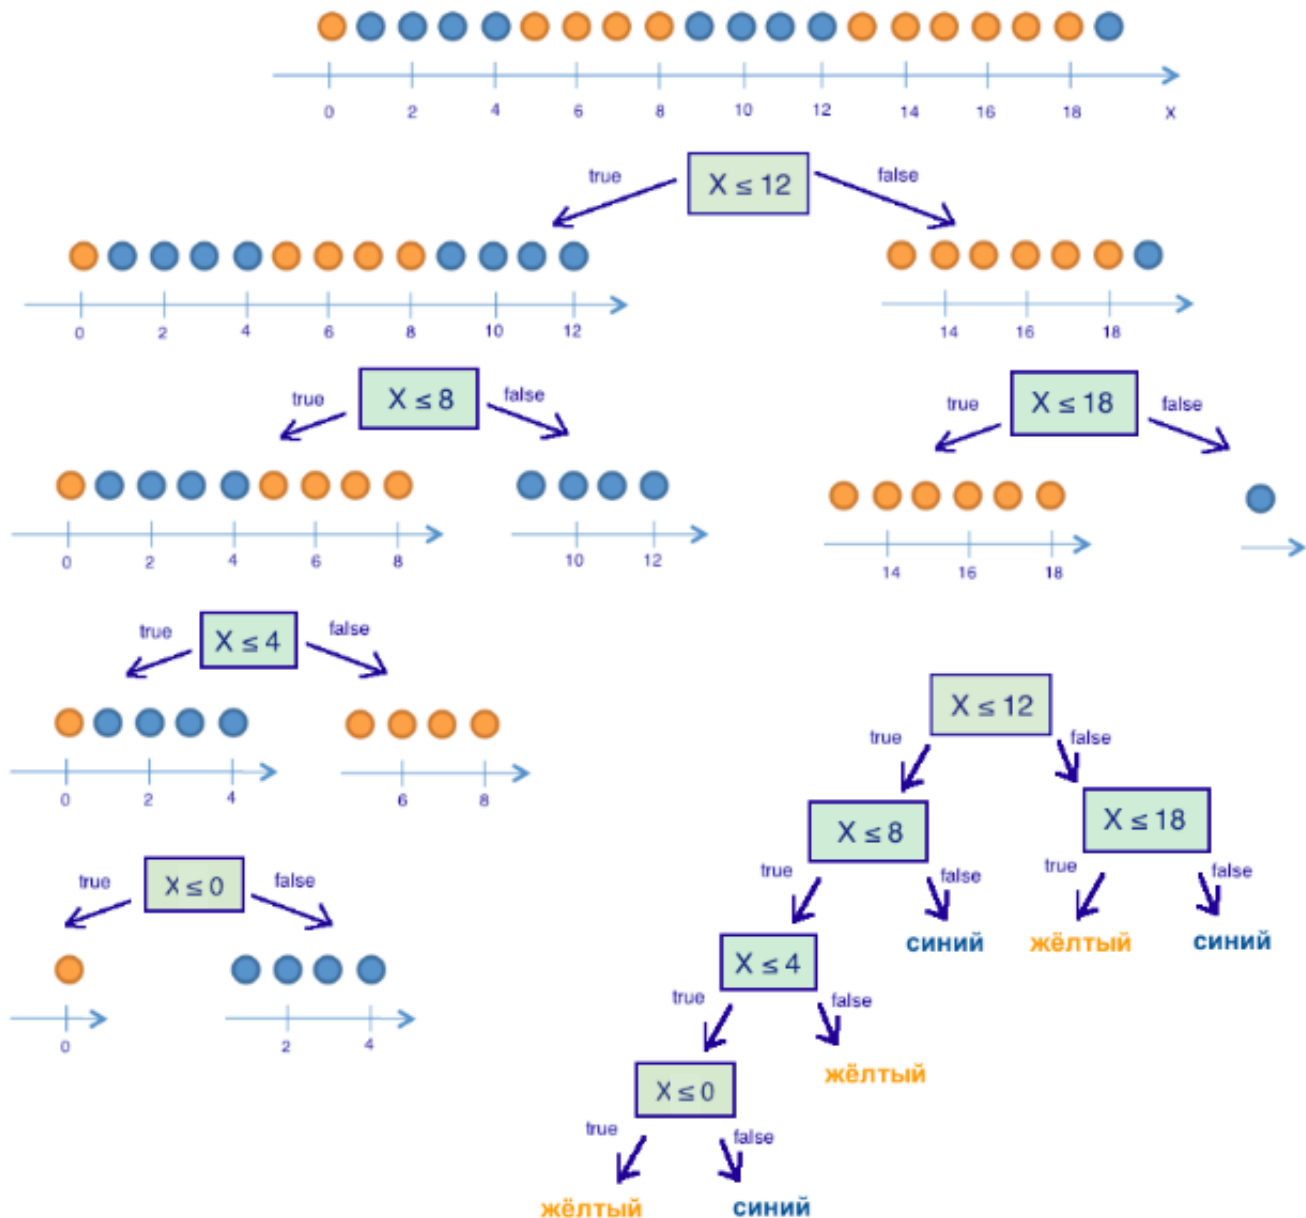 0 2 4 6 8 10 12 14 16 18 X
true X ≤ 12 false
0 2 4 6 8 10 12
14 16 18
true X ≤ 8 false
true X ≤ 18 false
0 2 4 6 8
10 12
14 16 18
true X ≤ 4 false
0 2 4
6 8
true X ≤ 0 false
0
2 4
X ≤ 12
true false
X ≤ 8
X ≤ 18
true false
true false
X ≤ 4
синий
жёлтый
синий
true false
X ≤ 0
жёлтый
true false
жёлтый
синий